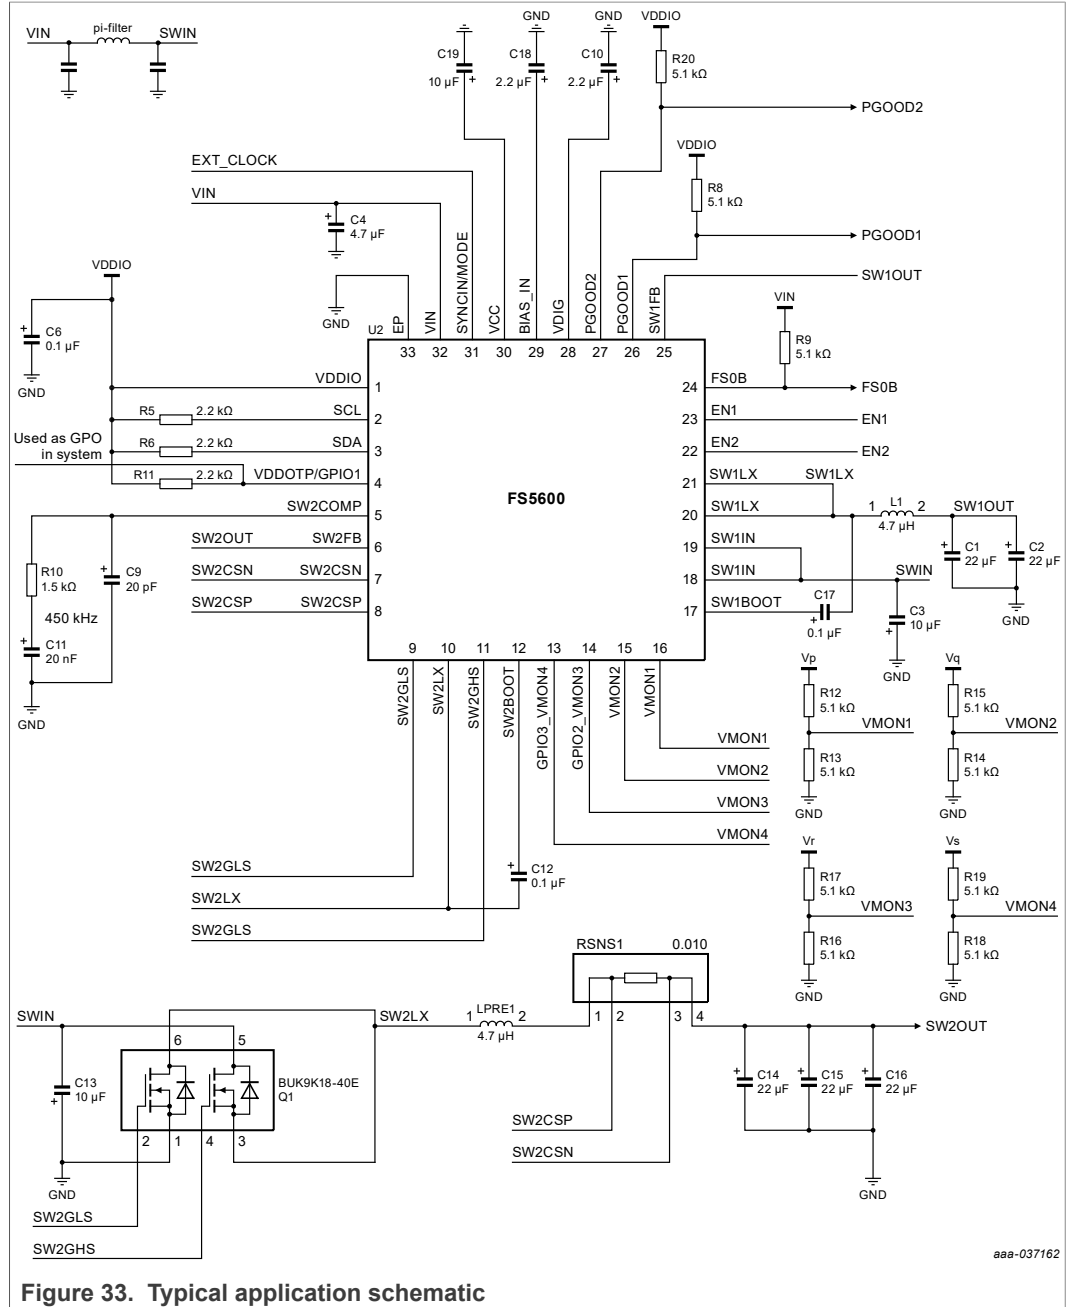 VIN
pi-filter
SWIN
GND
GND
VDDIO
C19
10 µF
+
C18
2.2 µF
+
C10
2.2 µF
+
R20
5.1 kΩ
PGOOD2
VDDIO
R8
5.1 kΩ
PGOOD1
SW1OUT
EXT_CLOCK
VIN
+
C4
4.7 µF
GND
VDDIO
+
C6
0.1 µF
GND
EP
VIN
SYNCIN/MODE
VCC
BIAS_IN
VDIG
PGOOD2
PGOOD1
SW1FB
U2
33
32
31
30
29
28
27
26
25
VIN
R9
5.1 kΩ
VDDIO
1
R5
2.2 kΩ
SCL
2
Used as GPO
in system
R6
2.2 kΩ
SDA
3
R11
2.2 kΩ
VDDOTP/GPIO1
4
SW2COMP
5
SW2OUT
SW2FB
6
SW2CSN
SW2CSN
7
SW2CSP
SW2CSP
8
FS5600
24
FS0B
FS0B
23
EN1
EN1
22
EN2
EN2
21
SW1LX
SW1LX
20
SW1LX
1
L1
2
4.7 µH
SW1OUT
19
SW1IN
18
SW1IN
SWIN
17
SW1BOOT
C17
+
0.1 µF
+
C1
22 µF
+
C2
22 µF
GND
C3
+
10 µF
GND
R10
1.5 kΩ
+
C9
20 pF
450 kHz
+
C11
20 nF
GND
9
10
11
12
13
14
15
16
SW2GLS
SW2LX
SW2GHS
SW2BOOT
GPIO3_VMON4
GPIO2_VMON3
VMON2
VMON1
VMON1
VMON2
VMON3
VMON4
Vp
R12
5.1 kΩ
VMON1
R13
5.1 kΩ
GND
Vq
R15
5.1 kΩ
VMON2
R14
5.1 kΩ
GND
Vr
R17
5.1 kΩ
VMON3
R16
5.1 kΩ
GND
Vs
R19
5.1 kΩ
VMON4
R18
5.1 kΩ
GND
SW2GLS
+
C12
0.1 µF
SW2LX
SW2GLS
RSNS1
0.010
1
2
3
4
SWIN
SW2LX
LPRE1
1
2
4.7 µH
SW2OUT
6
5
C13
+
10 µF
BUK9K18-40E
Q1
2
1
4
3
GND
+
C14
22 µF
+
C15
22 µF
+
C16
22 µF
GND
SW2CSP
SW2CSN
SW2GLS
SW2GHS
aaa-037162
Figure 33. Typical application schematic